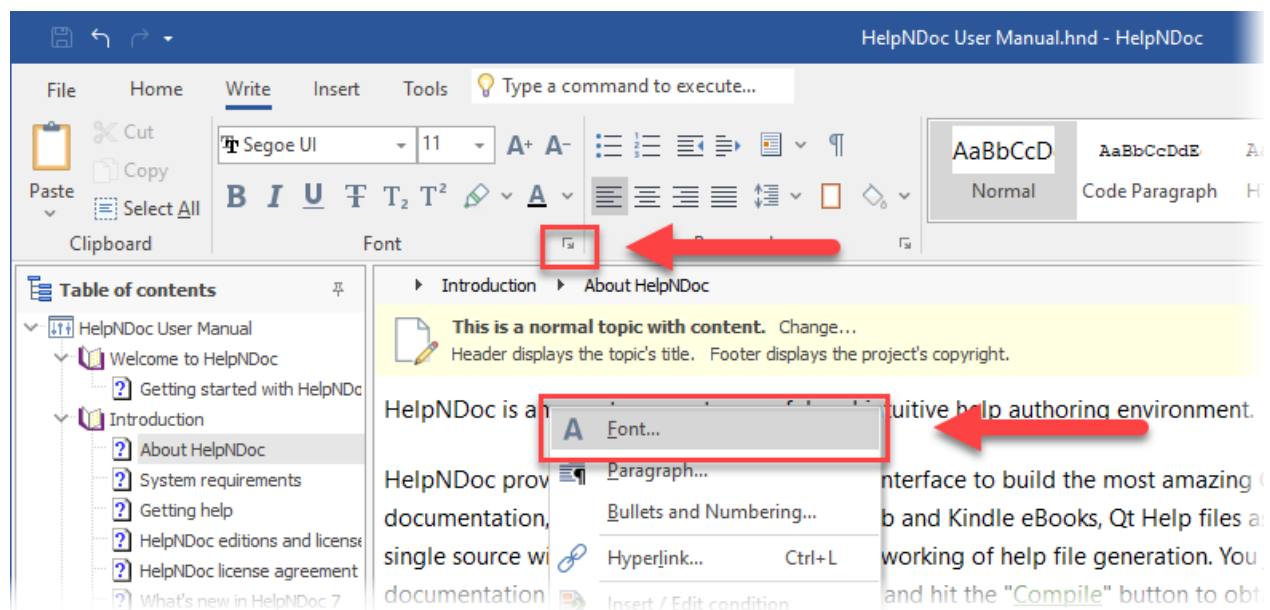 HelpNDoc User Manual.hnd - HelpNDoc
File Home Write Insert Tools Type a command to execute...
Cut
Copy
Paste
Select All
Clipboard
Segoe UI 11 A+ A-
B I U T T₂ T² A
Font
AaBbCcD AaBbCcDdE
Normal Code Paragraph
Table of contents
HelpNDoc User Manual
Welcome to HelpNDoc
Getting started with HelpNDo
Introduction
About HelpNDoc
System requirements
Getting help
HelpNDoc editions and license
HelpNDoc license agreement
What's new in HelpNDoc 7
Introduction About HelpNDoc
This is a normal topic with content. Change...
Header displays the topic's title. Footer displays the project's copyright.
HelpNDoc is help authoring environment.
HelpNDoc to build the most amazing
documentation, and Kindle eBooks, Qt Help files
single source working of help file generation. You
documentation and hit the "Compile" button to
Font...
Paragraph...
Bullets and Numbering...
Hyperlink... Ctrl+L
Insert / Edit condition